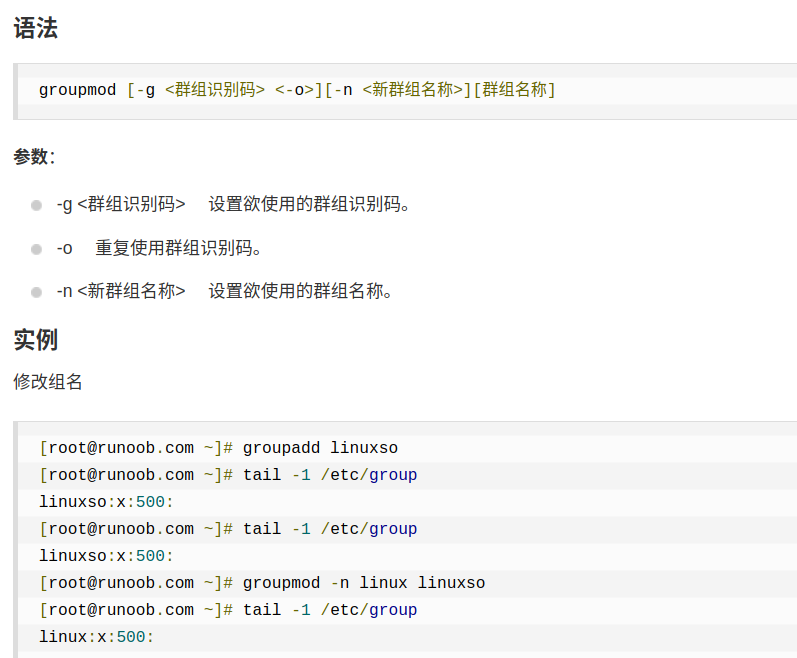 语法
groupmod [-g <群组识别码> <-o>][-n <新群组名称>][群组名称]
参数：
-g <群组识别码> 设置欲使用的群组识别码。
-o 重复使用群组识别码。
-n <新群组名称> 设置欲使用的群组名称。
实例
修改组名
[root@runoob.com ~]# groupadd linuxso
[root@runoob.com ~]# tail -1 /etc/group
linuxso:x:500:
[root@runoob.com ~]# tail -1 /etc/group
linuxso:x:500:
[root@runoob.com ~]# groupmod -n linux linuxso
[root@runoob.com ~]# tail -1 /etc/group
linux:x:500: